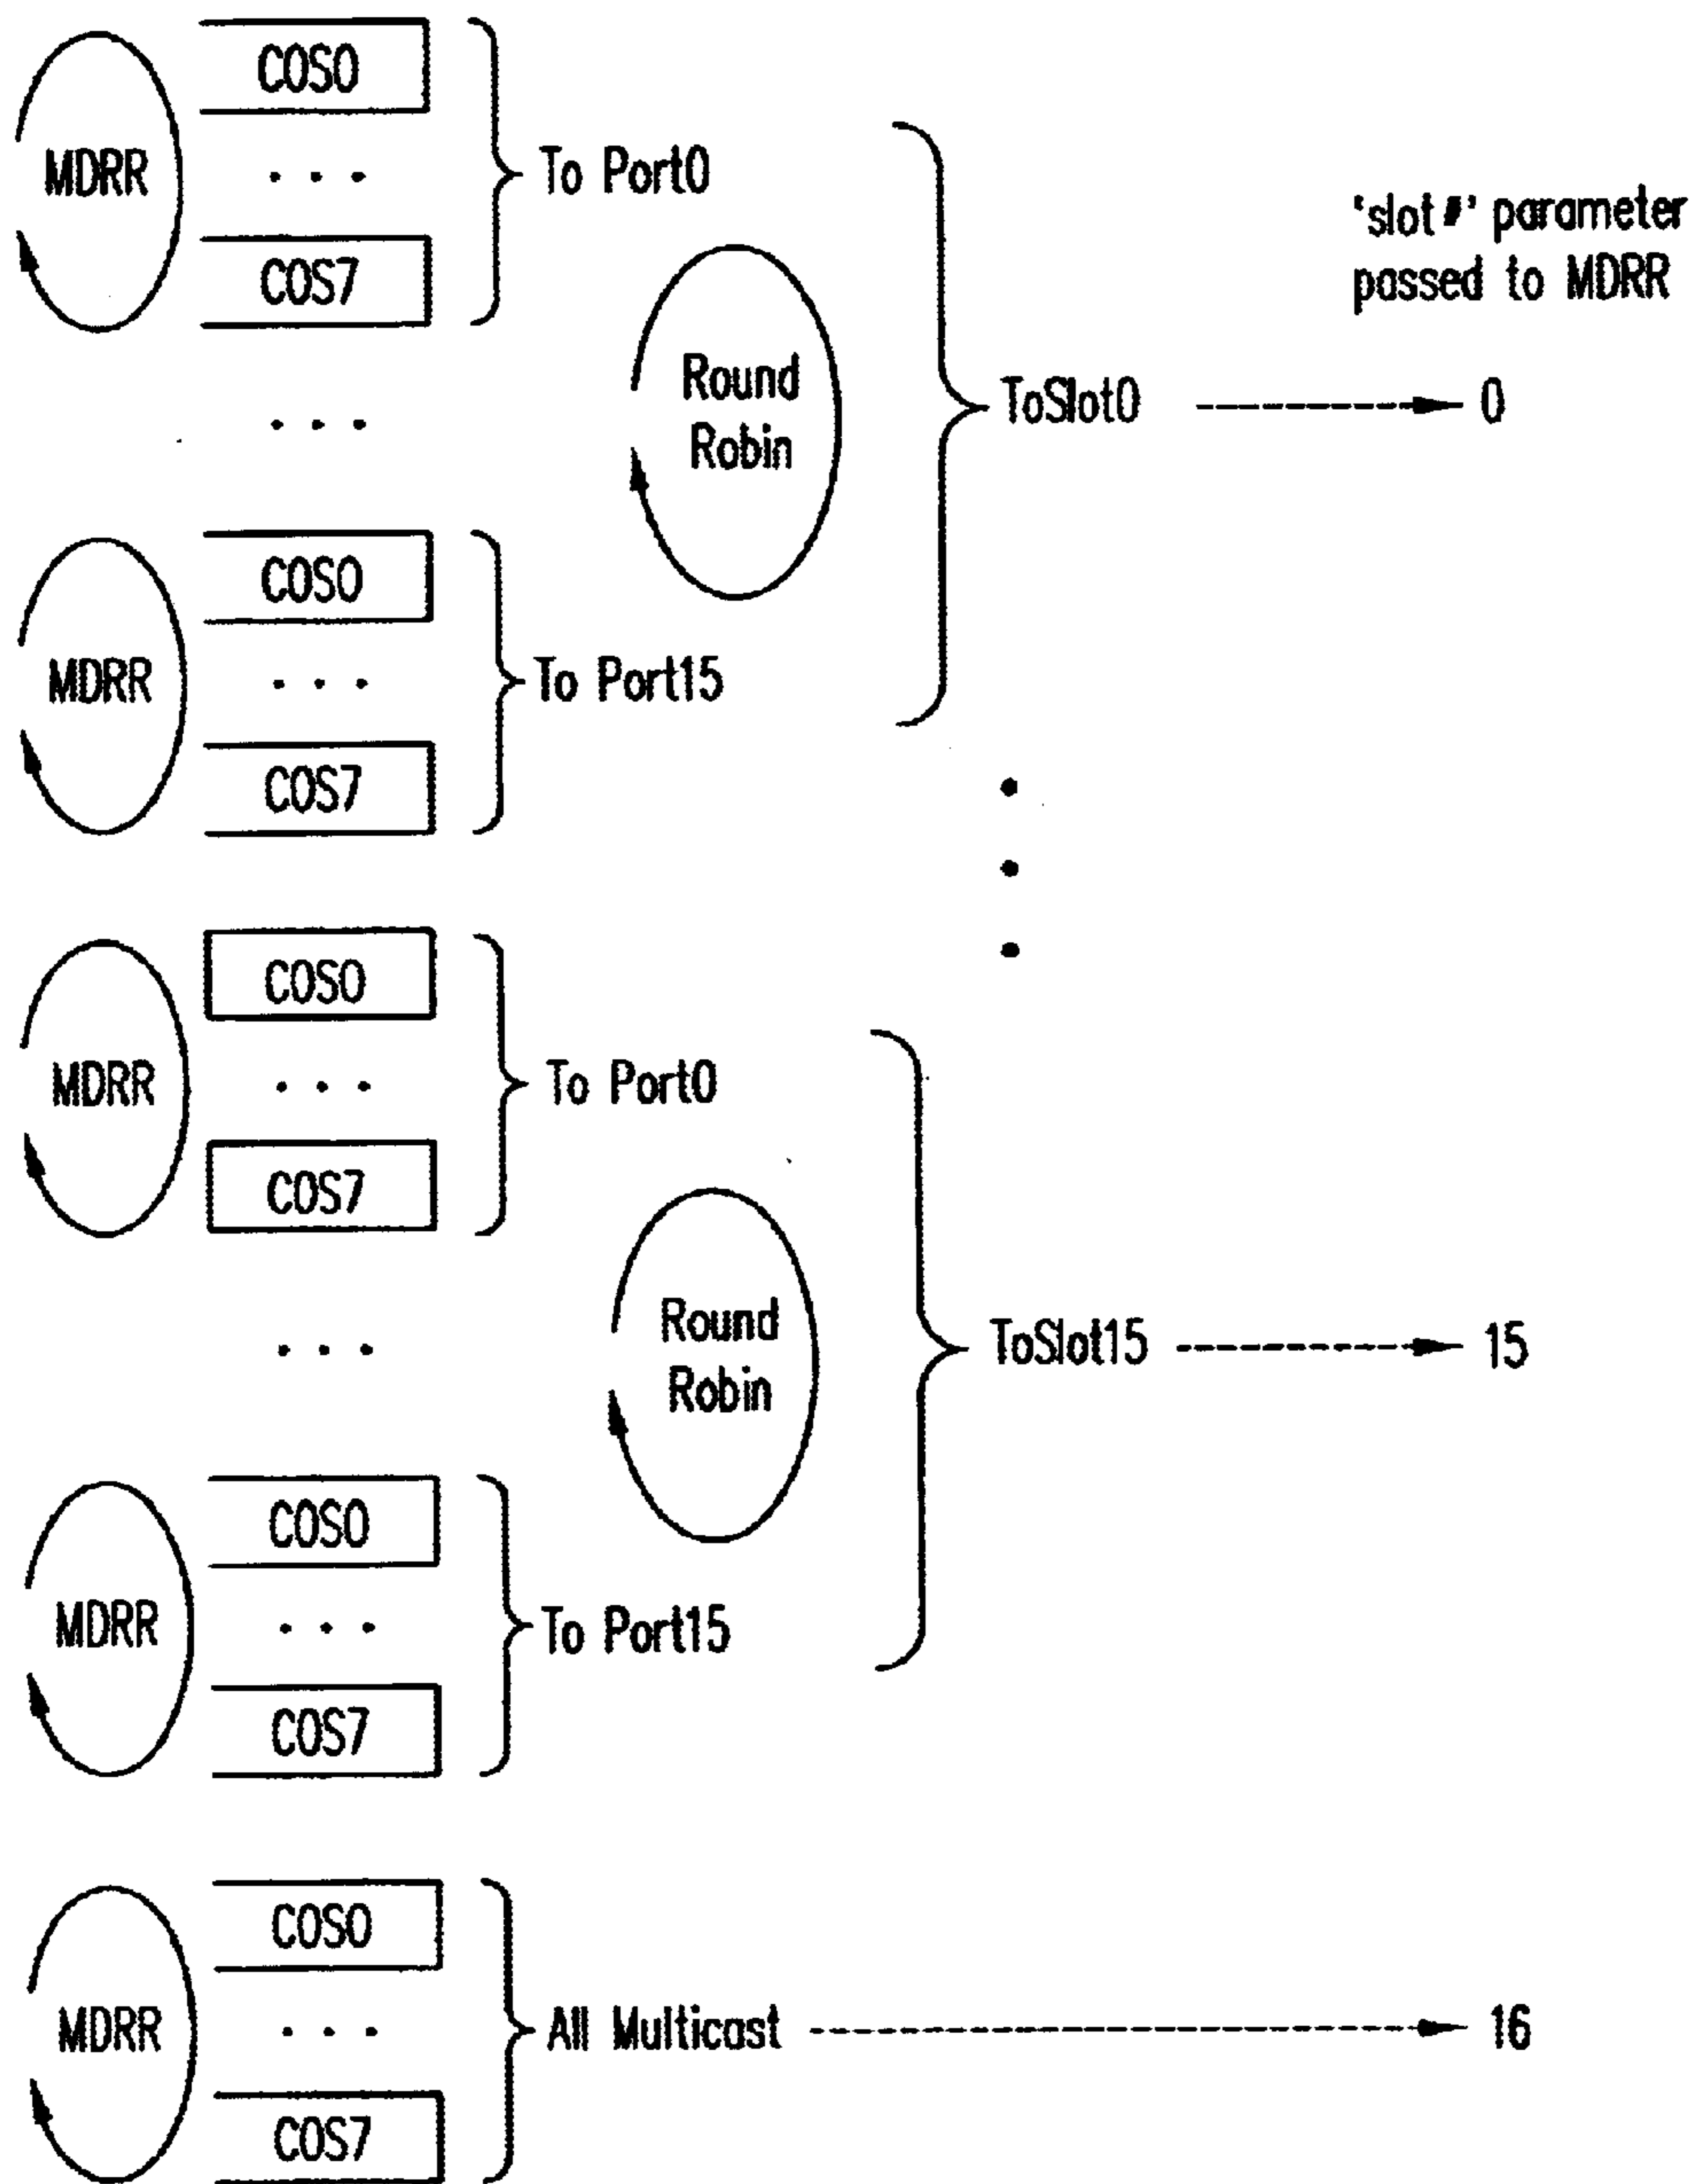 COS0
MDRR
. . .
To Port0
COS7
'slot#' parameter
passed to MDRR
Round
Robin
ToSlot0
0
. . .
COS0
MDRR
. . .
To Port15
COS7
COS0
MDRR
. . .
To Port0
COS7
Round
Robin
ToSlot15
15
. . .
COS0
MDRR
. . .
To Port15
COS7
COS0
MDRR
. . .
All Multicast
16
COS7